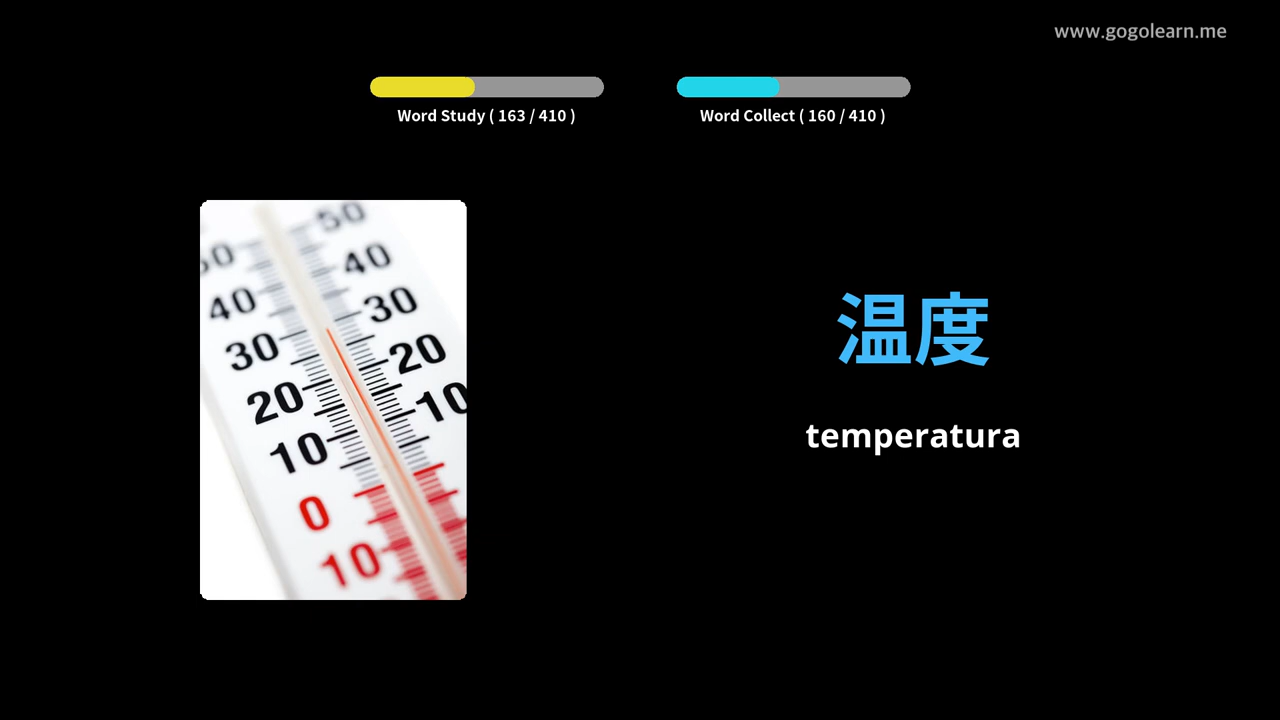 www.gogolearn.me
Word Study ( 163 / 410 )
Word Collect ( 160 / 410 )
50
50
40
40
30
30
20
20
10
10
0
10
温度
temperatura